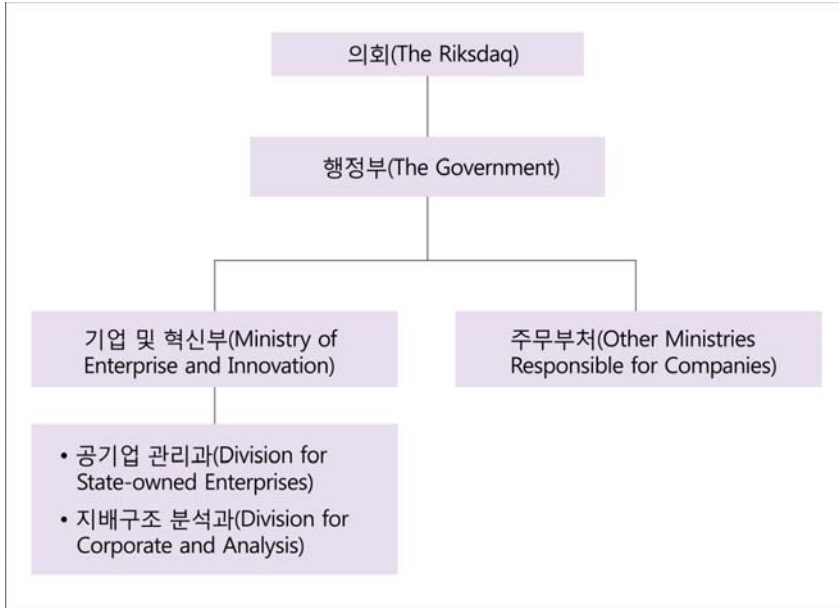 의회(The Riksdaq)
행정부(The Government)
기업 및 혁신부(Ministry of
Enterprise and Innovation)
주무부처(Other Ministries
Responsible for Companies)
• 공기업 관리과(Division for
State-owned Enterprises)
• 지배구조 분석과(Division for
Corporate and Analysis)